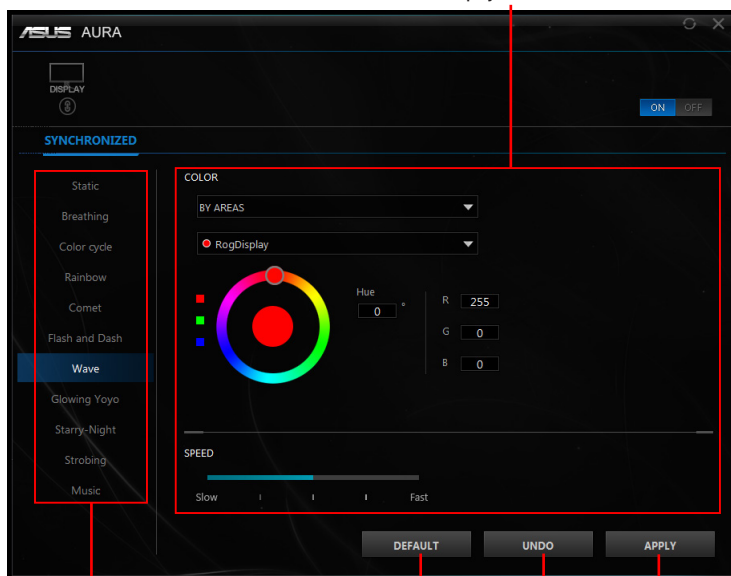 ASUS AURA
DISPLAY
ON OFF
SYNCHRONIZED
Static
Breathing
Color cycle
Rainbow
Comet
Flash and Dash
Wave
Glowing Yoyo
Starry-Night
Strobing
Music
COLOR
BY AREAS
RogDisplay
Hue
0 °
R 255
G 0
B 0
SPEED
Slow
Fast
DEFAULT
UNDO
APPLY